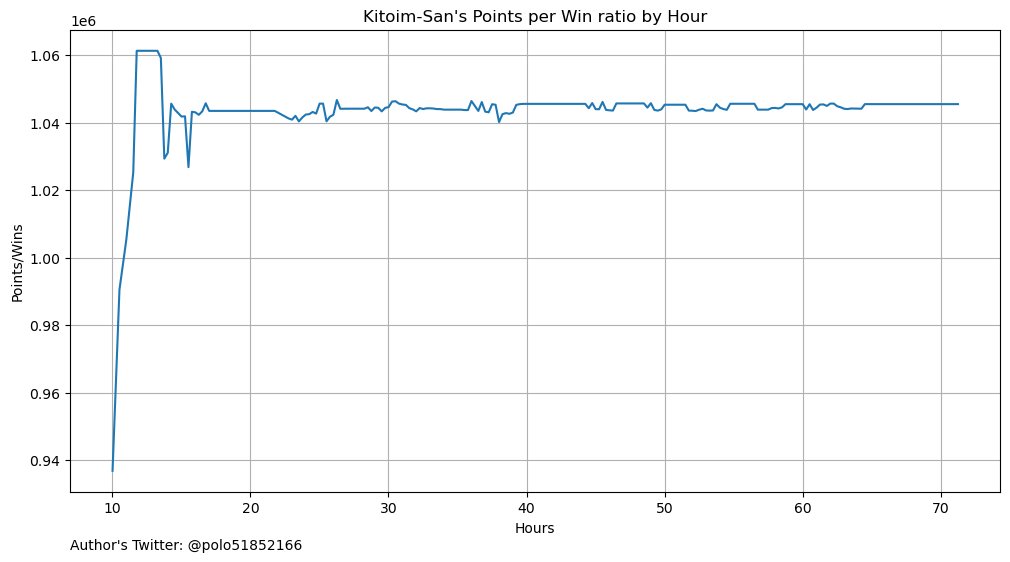 Kitoim-San's Points per Win ratio by Hour
1e6
1.06
1.04
1.02
1.00
0.98
0.96
0.94
Points/Wins
10 20 30 40 50 60 70
Hours
Author's Twitter: @polo51852166